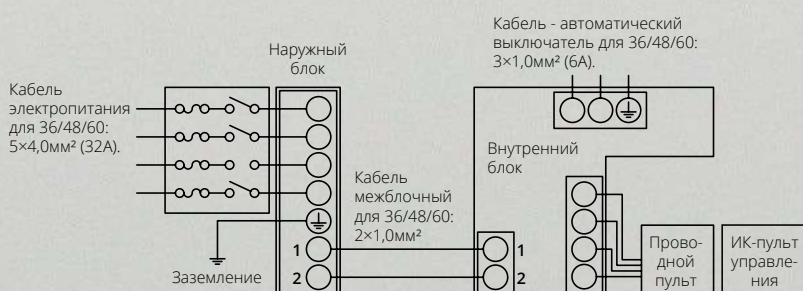 Кабель - автоматический
выключатель для 36/48/60:
3×1,0мм² (6А).
Наружный
блок
Кабель
электропитания
для 36/48/60:
5×4,0мм² (32А).
Внутренний
блок
Кабель
межблочный
для 36/48/60:
2×1,0мм²
1
1
2
2
Заземление
Прово-
дной
пульт
ИК-пульт
управле-
ния